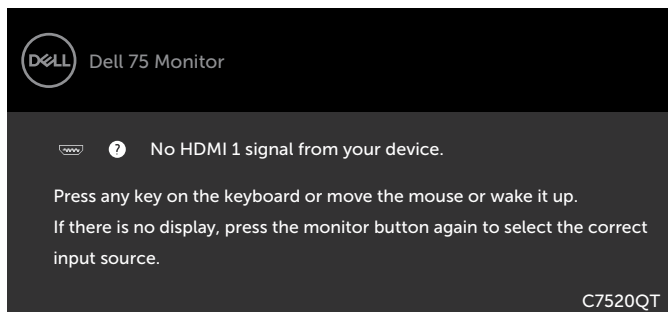 DELL
Dell 75 Monitor
? No HDMI 1 signal from your device.
Press any key on the keyboard or move the mouse or wake it up.
If there is no display, press the monitor button again to select the correct
input source.
C7520QT